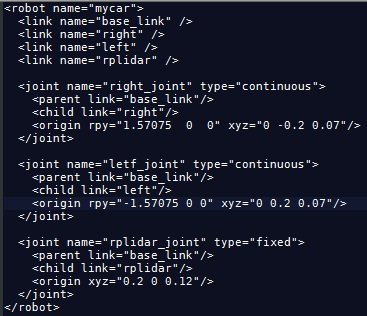 <robot name="mycar">
<link name="base_link" />
<link name="right" />
<link name="left" />
<link name="rplidar" />
<joint name="right_joint" type="continuous">
<parent link="base_link"/>
<child link="right"/>
<origin rpy="1.57075  0  0" xyz="0 -0.2 0.07"/>
</joint>
<joint name="letf_joint" type="continuous">
<parent link="base_link"/>
<child link="left"/>
<origin rpy="-1.57075 0 0" xyz="0 0.2 0.07"/>
</joint>
<joint name="rplidar_joint" type="fixed">
<parent link="base_link"/>
<child link="rplidar"/>
<origin xyz="0.2 0 0.12"/>
</joint>
</robot>